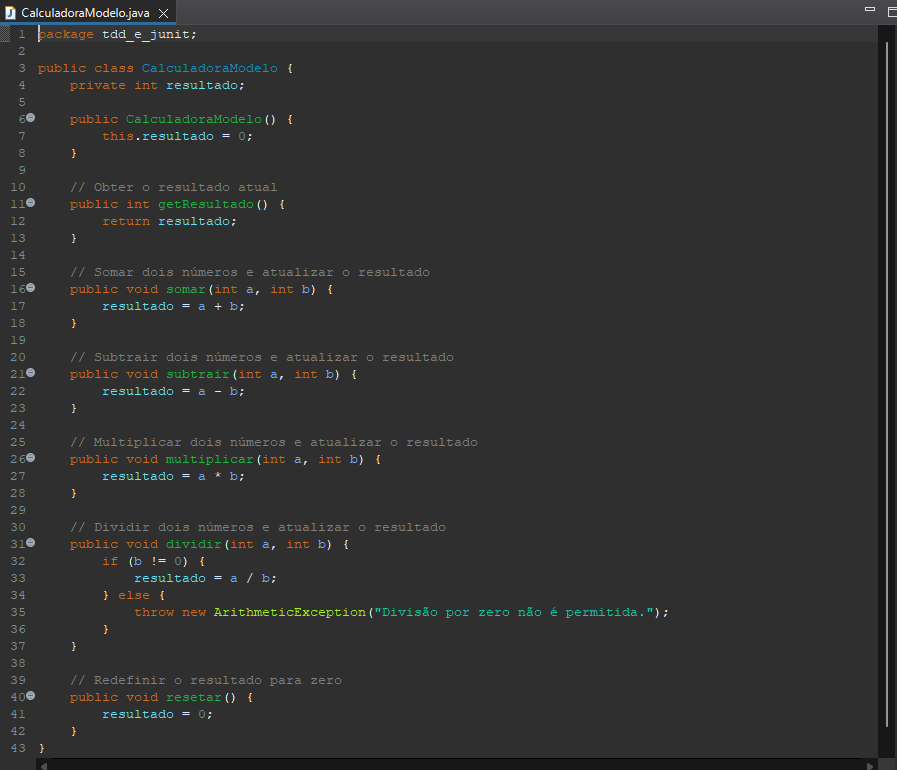 CalculadoraModelo.java
1 package tdd_e_junit;
2
3 public class CalculadoraModelo {
4     private int resultado;
5
6     public CalculadoraModelo() {
7         this.resultado = 0;
8     }
9
10     // Obter o resultado atual
11     public int getResultado() {
12         return resultado;
13     }
14
15     // Somar dois números e atualizar o resultado
16     public void somar(int a, int b) {
17         resultado = a + b;
18     }
19
20     // Subtrair dois números e atualizar o resultado
21     public void subtrair(int a, int b) {
22         resultado = a - b;
23     }
24
25     // Multiplicar dois números e atualizar o resultado
26     public void multiplicar(int a, int b) {
27         resultado = a * b;
28     }
29
30     // Dividir dois números e atualizar o resultado
31     public void dividir(int a, int b) {
32         if (b != 0) {
33             resultado = a / b;
34         } else {
35             throw new ArithmeticException("Divisão por zero não é permitida.");
36         }
37     }
38
39     // Redefinir o resultado para zero
40     public void resetar() {
41         resultado = 0;
42     }
43 }